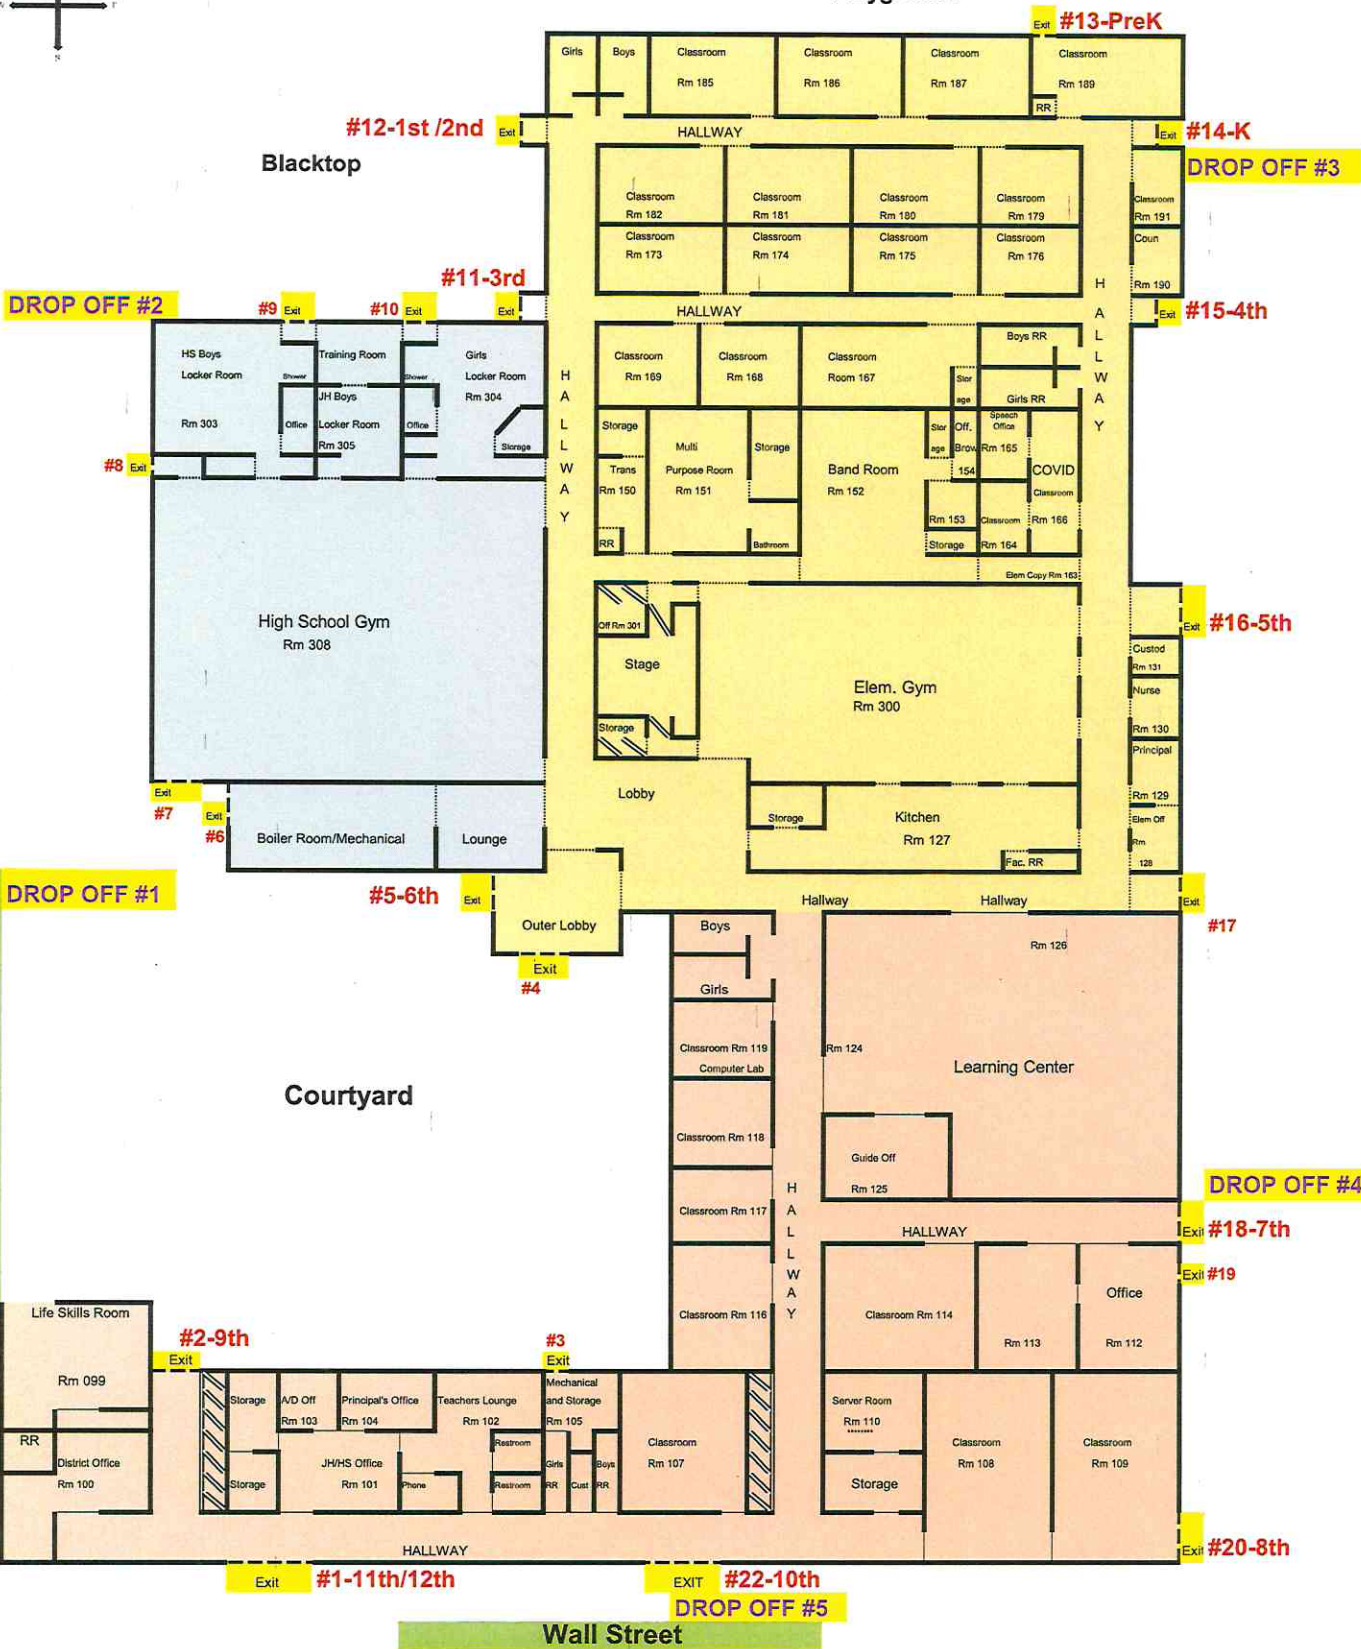 Exit #13-PreK
Girls Boys Classroom Classroom Classroom Classroom
Rm 185 Rm 186 Rm 187 Rm 189
RR
#12-1st /2nd Exit HALLWAY Exit #14-K
Blacktop
DROP OFF #3
Classroom Classroom Classroom Classroom Classroom
Rm 182 Rm 181 Rm 180 Rm 179 Rm 191
Classroom Classroom Classroom Classroom Coun
Rm 173 Rm 174 Rm 175 Rm 176
Rm 190
#11-3rd
DROP OFF #2 #9 Exit #10 Exit Exit HALLWAY Exit #15-4th
HALLWAY
HALLWAY
HS Boys
Locker Room
Rm 303
Shower
Office
Training Room
JH Boys
Locker Room
Rm 305
Shower
Office
Girls
Locker Room
Rm 304
Storage
Classroom
Rm 169
Classroom
Rm 168
Classroom
Room 167
Boys RR
Stor
age
Girls RR
Storage
Trans
Rm 150
RR
Multi
Purpose Room
Rm 151
Storage
Bathroom
Band Room
Rm 152
Stor
age
Off.
Brow
154
Speech
Office
Rm 165
COVID
Classroom
Rm 166
Rm 153
Storage
Classroom
Rm 164
Elem Copy Rm 163
#8 Exit
High School Gym
Rm 308
Off Rm 301
Stage
Storage
Elem. Gym
Rm 300
Exit #16-5th
Custod
Rm 131
Nurse
Rm 130
Principal
Rm 129
Elem Off
Rm
128
Exit
#7
Exit
#6
Boiler Room/Mechanical
Lounge
Lobby
Storage
Kitchen
Rm 127
Fac. RR
DROP OFF #1
#5-6th Exit
Outer Lobby
Exit
#4
Hallway Hallway
Exit
#17
Boys
Girls
Rm 126
Classroom Rm 119
Computer Lab
Rm 124
Learning Center
Courtyard
Classroom Rm 118
Guide Off
Rm 125
Classroom Rm 117
HALLWAY
DROP OFF #4
HALLWAY
Exit #18-7th
Exit #19
Classroom Rm 116
Classroom Rm 114
Rm 113
Office
Rm 112
Life Skills Room
Rm 099
#2-9th
Exit
#3
Exit
RR
District Office
Rm 100
Storage
Storage
A/D Off
Rm 103
Principal's Office
Rm 104
Teachers Lounge
Rm 102
JH/HS Office
Rm 101
Phone
Restroom
Restroom
Mechanical
and Storage
Rm 105
Girls
RR
Cust
Boys
RR
Classroom
Rm 107
Server Room
Rm 110
Storage
Classroom
Rm 108
Classroom
Rm 109
HALLWAY
Exit #20-8th
Exit #1-11th/12th
EXIT #22-10th
DROP OFF #5
Wall Street